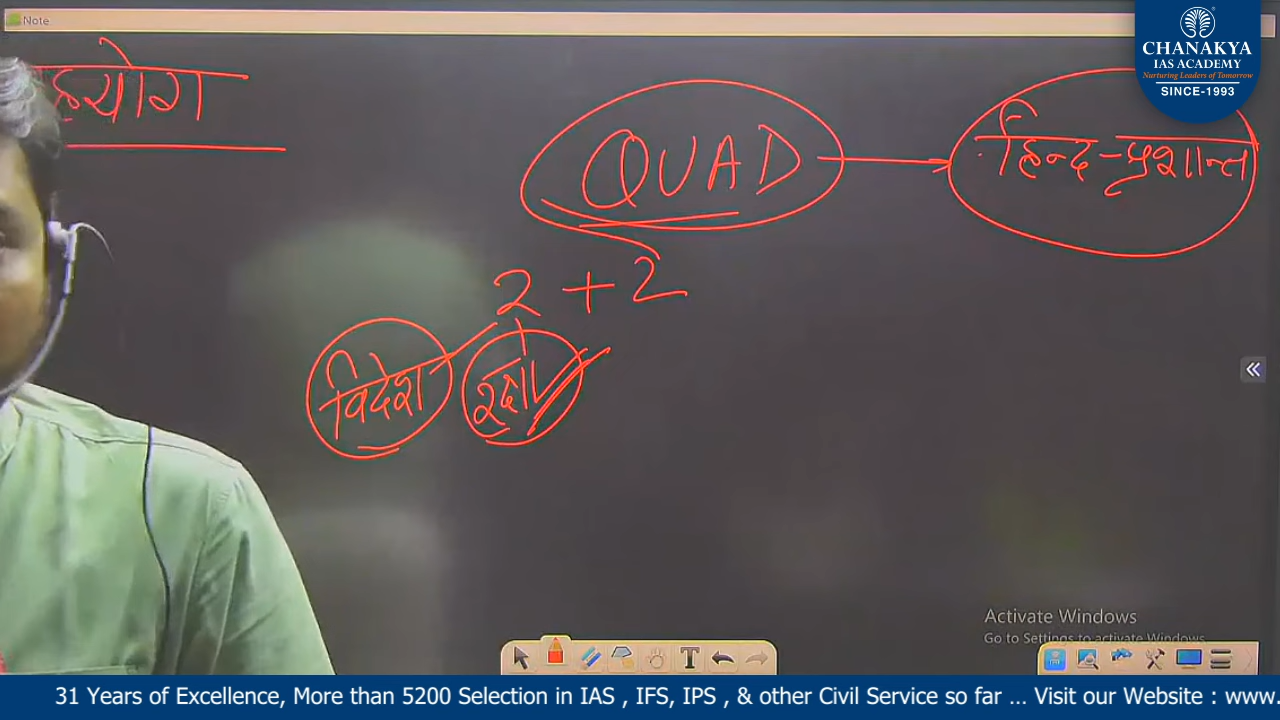 Note
CHANAKYA
IAS ACADEMY
Nurturing Leaders of Tomorrow
SINCE-1993
हयोग
QUAD
हिन्द-प्रशान्त
2 + 2
विदेश
रक्षा
Activate Windows
Go to Settings to activate Windows.
T
31 Years of Excellence, More than 5200 Selection in IAS , IFS, IPS , & other Civil Service so far ... Visit our Website : www.